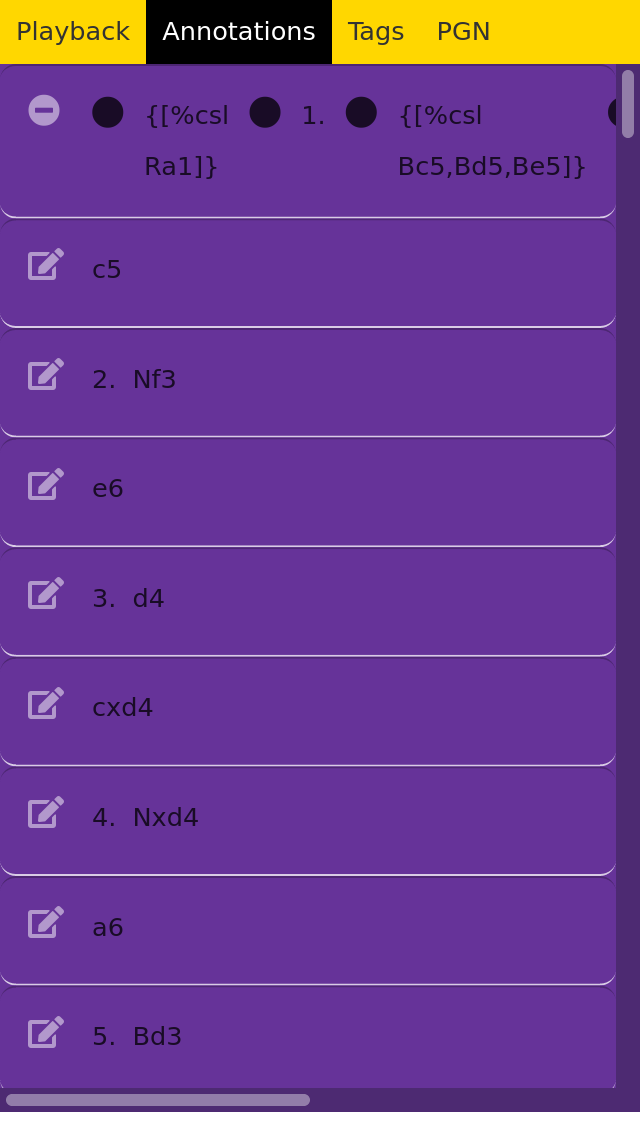 Playback Annotations Tags PGN
{[%csl 1. {[%csl
Ra1]} Bc5,Bd5,Be5]}
c5
2. Nf3
e6
3. d4
cxd4
4. Nxd4
a6
5. Bd3